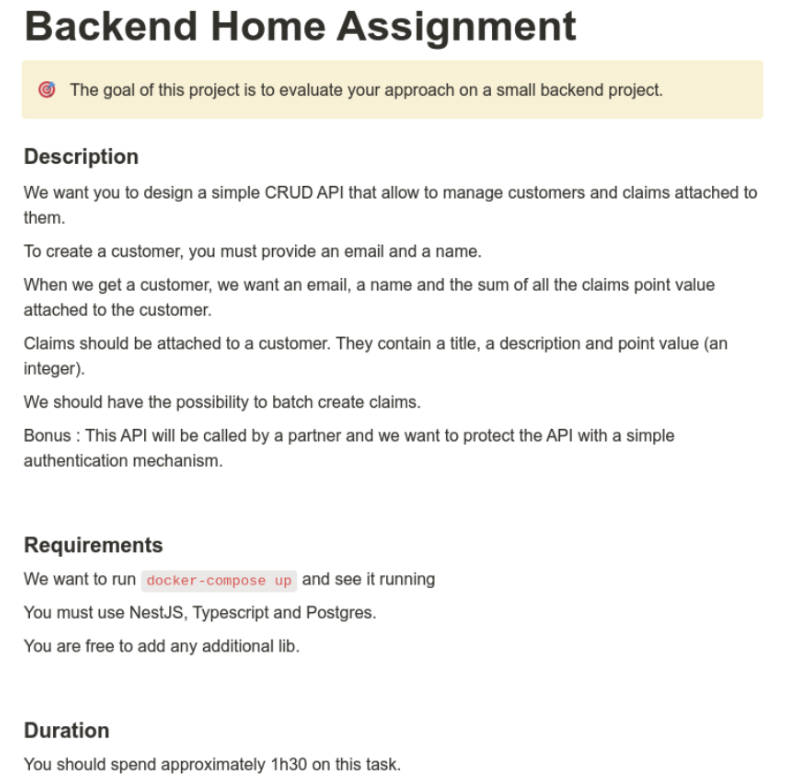 Backend Home Assignment
🎯 The goal of this project is to evaluate your approach on a small backend project.
Description
We want you to design a simple CRUD API that allow to manage customers and claims attached to
them.
To create a customer, you must provide an email and a name.
When we get a customer, we want an email, a name and the sum of all the claims point value
attached to the customer.
Claims should be attached to a customer. They contain a title, a description and point value (an
integer).
We should have the possibility to batch create claims.
Bonus : This API will be called by a partner and we want to protect the API with a simple
authentication mechanism.
Requirements
We want to run docker-compose up and see it running
You must use NestJS, Typescript and Postgres.
You are free to add any additional lib.
Duration
You should spend approximately 1h30 on this task.